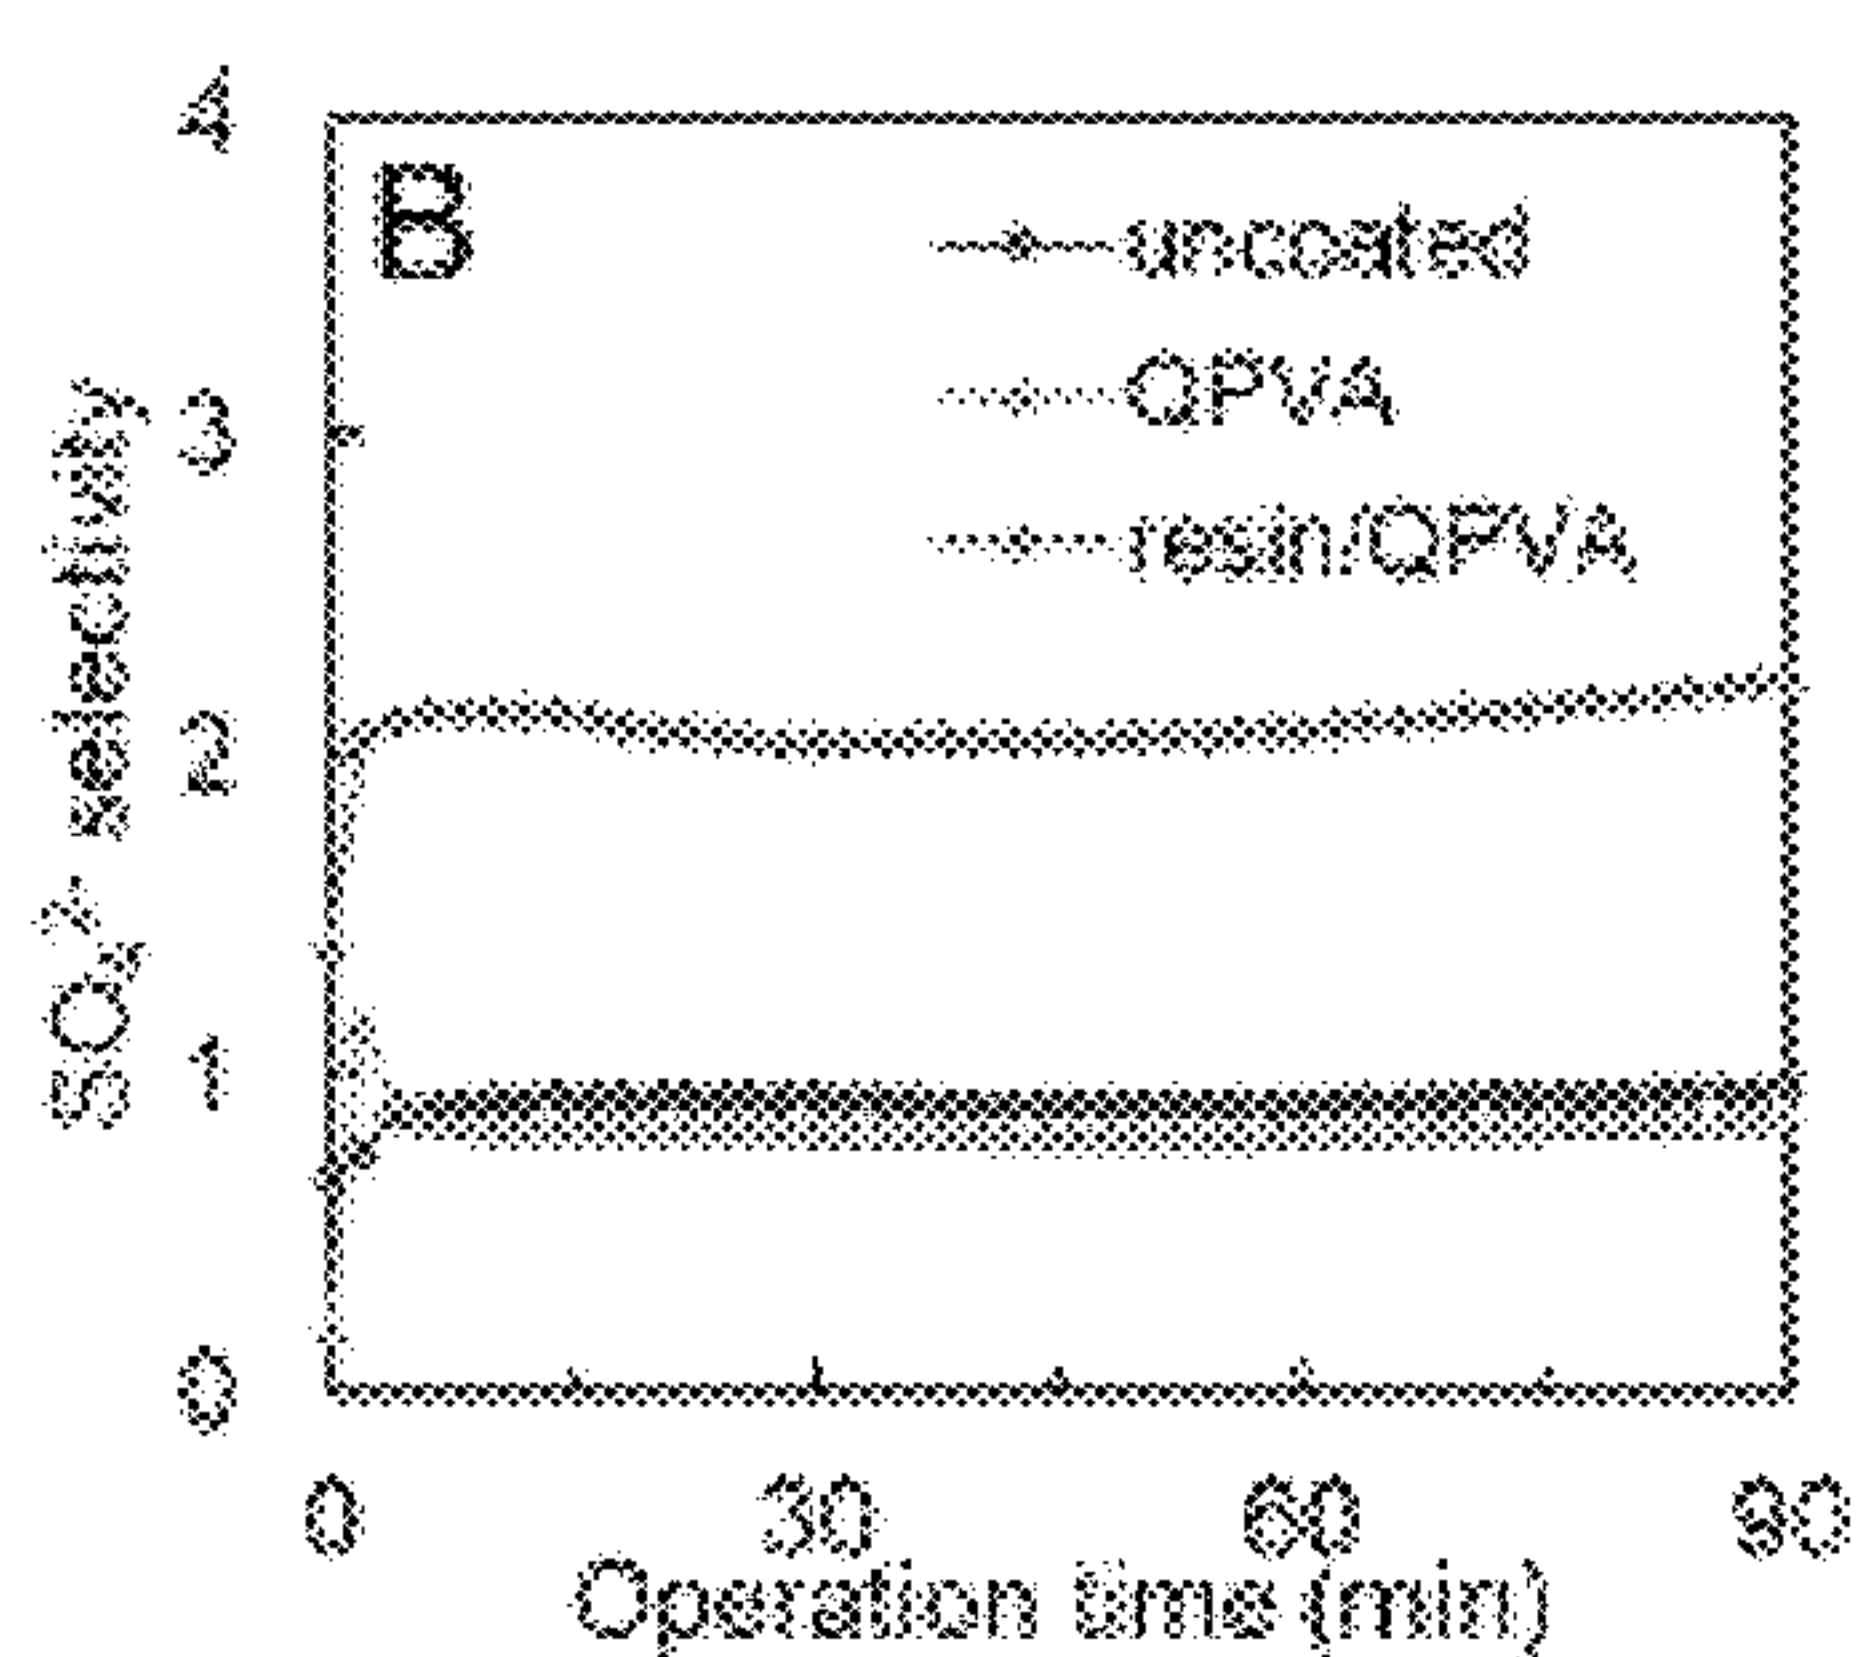 4
B
uncoated
QPVA
resin/QPVA
3
2
1
0
SO₄²⁻ selectivity
0 30 60 90
Operation time (min)